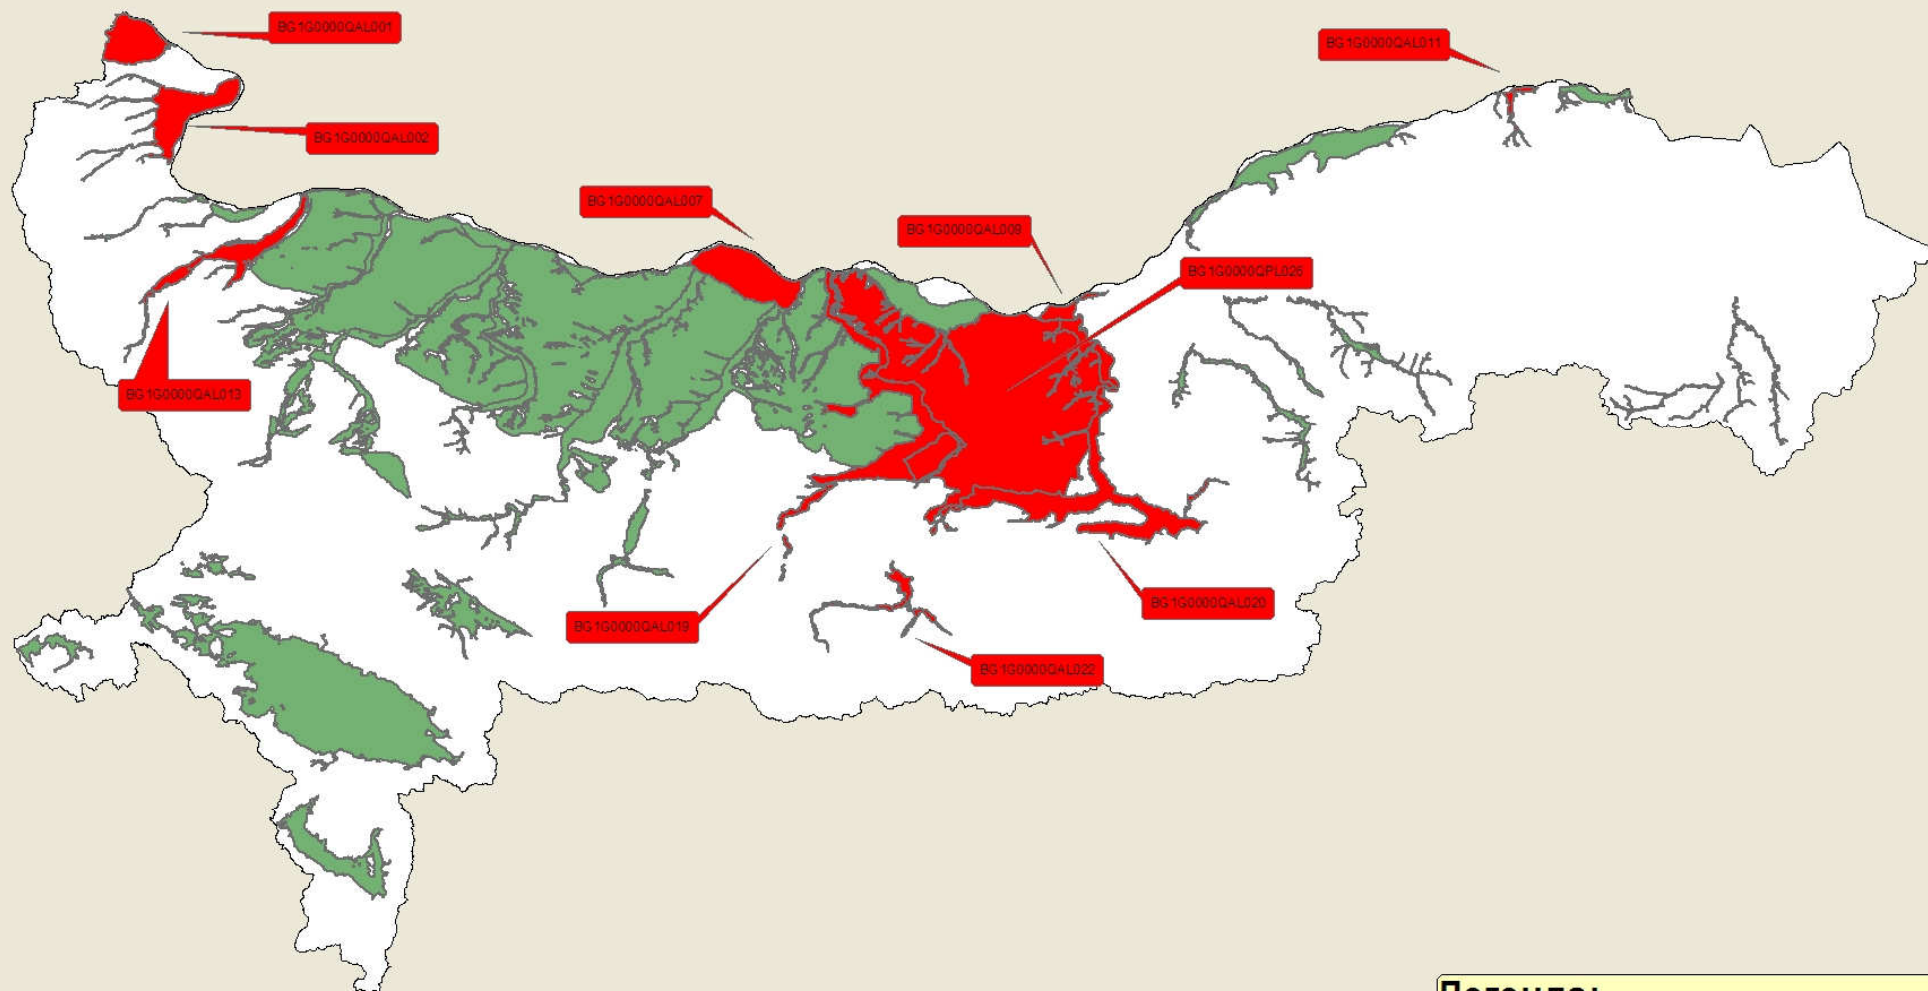 BG1G0000QAL001
BG1G0000QAL011
BG1G0000QAL002
BG1G0000QAL007
BG1G0000QAL009
BG1G0000QPL026
BG1G0000QAL013
BG1G0000QAL020
BG1G0000QAL019
BG1G0000QAL022
Легенда: